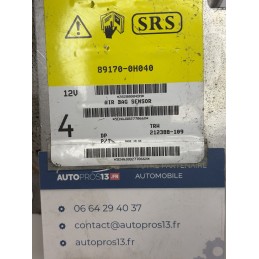 SRS
89170-0H040
12V
AIR BAG SENSOR
4
TRW
DP
212388-109
P/T
AUTOPROS13.FR
AUTOMOBILE
06 64 29 40 37
contact@autopros13.fr
autopros13.fr